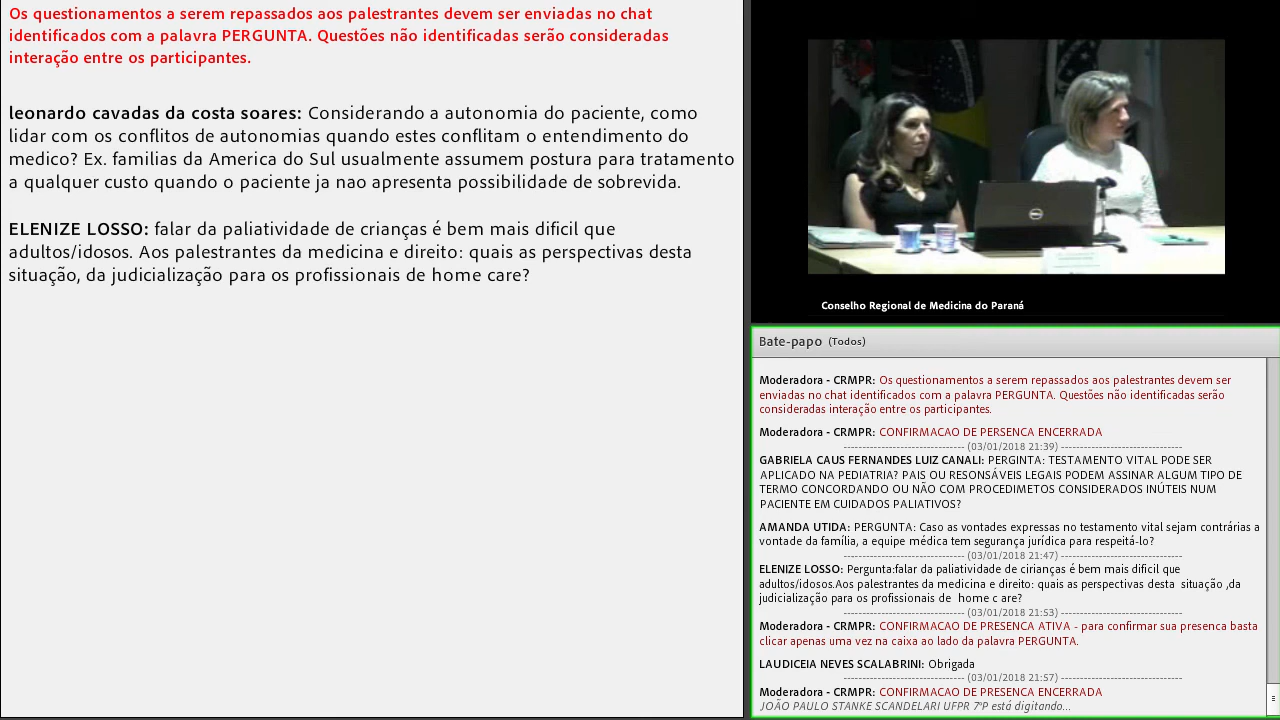 Os questionamentos a serem repassados aos palestrantes devem ser enviadas no chat
identificados com a palavra PERGUNTA. Questões não identificadas serão consideradas
interação entre os participantes.
leonardo cavadas da costa soares: Considerando a autonomia do paciente, como
lidar com os conflitos de autonomias quando estes conflitam o entendimento do
medico? Ex. familias da America do Sul usualmente assumem postura para tratamento
a qualquer custo quando o paciente ja nao apresenta possibilidade de sobrevida.
ELENIZE LOSSO: falar da paliatividade de crianças é bem mais dificil que
adultos/idosos. Aos palestrantes da medicina e direito: quais as perspectivas desta
situação, da judicialização para os profissionais de home care?
DELL
Conselho Regional de Medicina do Paraná
Bate-papo (Todos)
Moderadora - CRMPR: Os questionamentos a serem repassados aos palestrantes devem ser
enviadas no chat identificados com a palavra PERGUNTA. Questões não identificadas serão
consideradas interação entre os participantes.
Moderadora - CRMPR: CONFIRMACAO DE PERSENCA ENCERRADA
------------------------------ (03/01/2018 21:39) ------------------------------
GABRIELA CAUS FERNANDES LUIZ CANALI: PERGINTA: TESTAMENTO VITAL PODE SER
APLICADO NA PEDIATRIA? PAIS OU RESONSÁVEIS LEGAIS PODEM ASSINAR ALGUM TIPO DE
TERMO CONCORDANDO OU NÃO COM PROCEDIMETOS CONSIDERADOS INÚTEIS NUM
PACIENTE EM CUIDADOS PALIATIVOS?
AMANDA UTIDA: PERGUNTA: Caso as vontades expressas no testamento vital sejam contrárias a
vontade da família, a equipe médica tem segurança jurídica para respeitá-lo?
------------------------------ (03/01/2018 21:47) ------------------------------
ELENIZE LOSSO: Pergunta:falar da paliatividade de cirianças é bem mais dificil que
adultos/idosos.Aos palestrantes da medicina e direito: quais as perspectivas desta situação ,da
judicialização para os profissionais de home c are?
------------------------------ (03/01/2018 21:53) ------------------------------
Moderadora - CRMPR: CONFIRMACAO DE PRESENCA ATIVA - para confirmar sua presenca basta
clicar apenas uma vez na caixa ao lado da palavra PERGUNTA.
LAUDICEIA NEVES SCALABRINI: Obrigada
------------------------------ (03/01/2018 21:57) ------------------------------
Moderadora - CRMPR: CONFIRMACAO DE PRESENCA ENCERRADA
JOÃO PAULO STANKE SCANDELARI UFPR 7ºP está digitando...